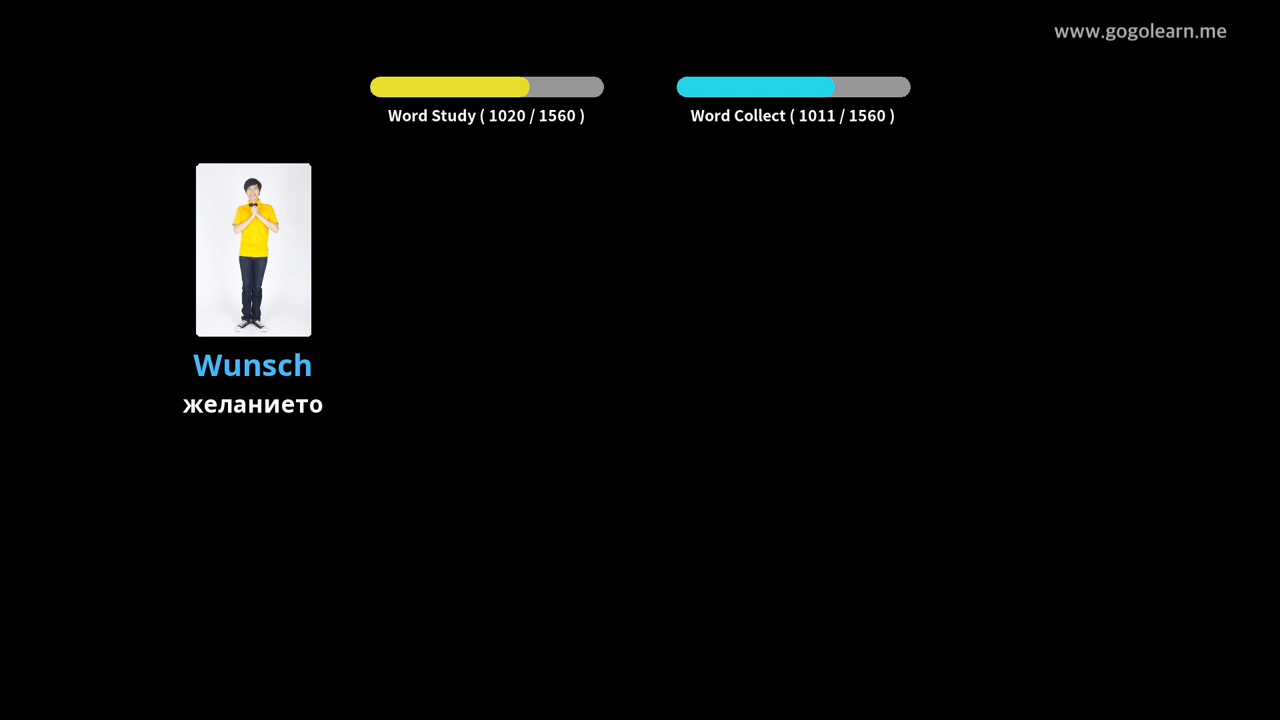 www.gogolearn.me
Word Study ( 1020 / 1560 )
Word Collect ( 1011 / 1560 )
Wunsch
желанието